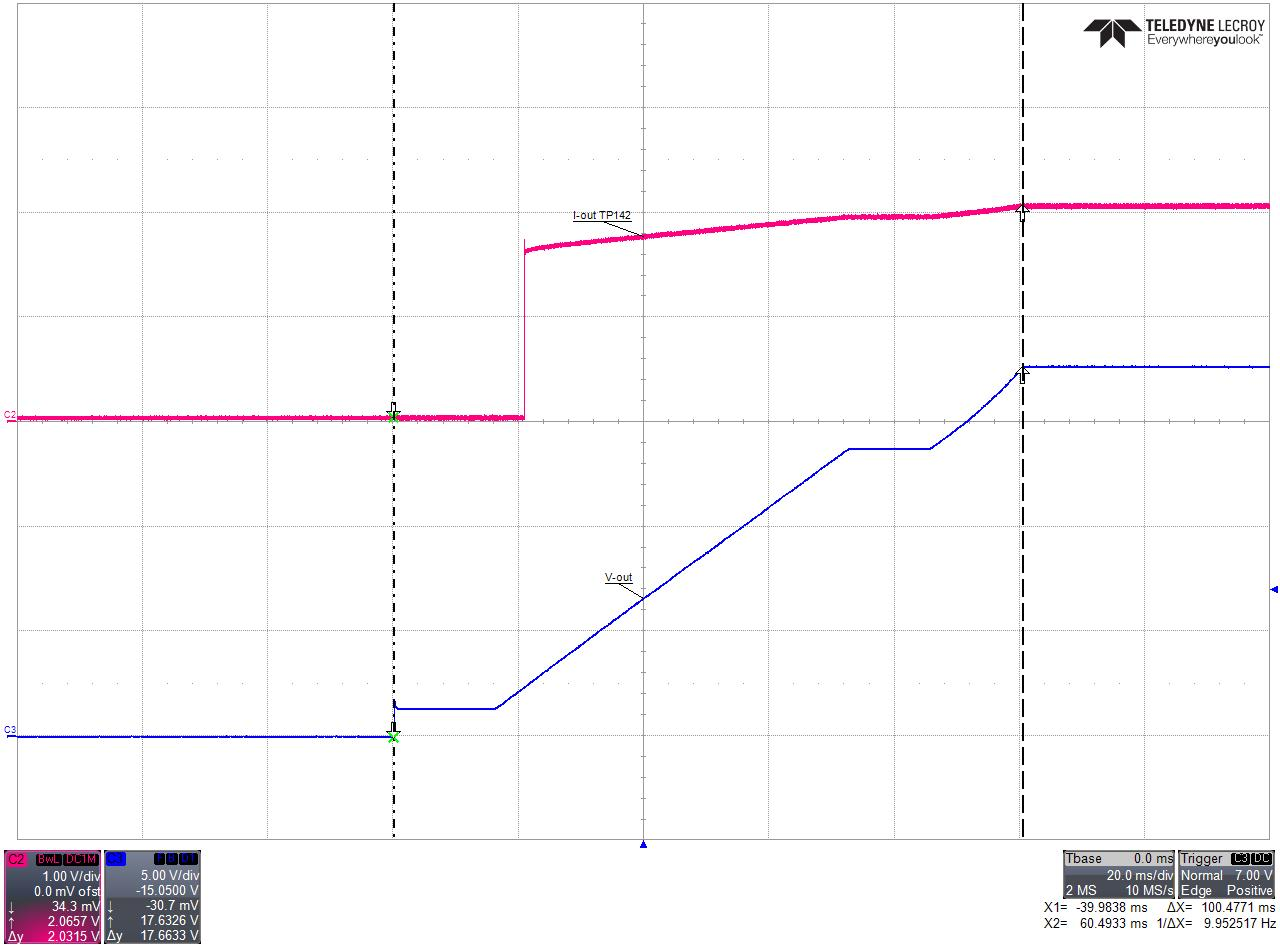 TELEDYNE LECROY
Everywhereyoulook™
I-out TP142
C2
V-out
C3
C2 BwL DC1M
1.00 V/div
0.0 mV ofst
↓ 34.3 mV
↑ 2.0657 V
Δy 2.0315 V
C3
5.00 V/div
-15.0500 V
↓ -30.7 mV
↑ 17.6326 V
Δy 17.6633 V
Tbase 0.0 ms
20.0 ms/div
2 MS 10 MS/s
Trigger C3 DC
Normal 7.00 V
Edge Positive
X1= -39.9838 ms ΔX= 100.4771 ms
X2= 60.4933 ms 1/ΔX= 9.952517 Hz